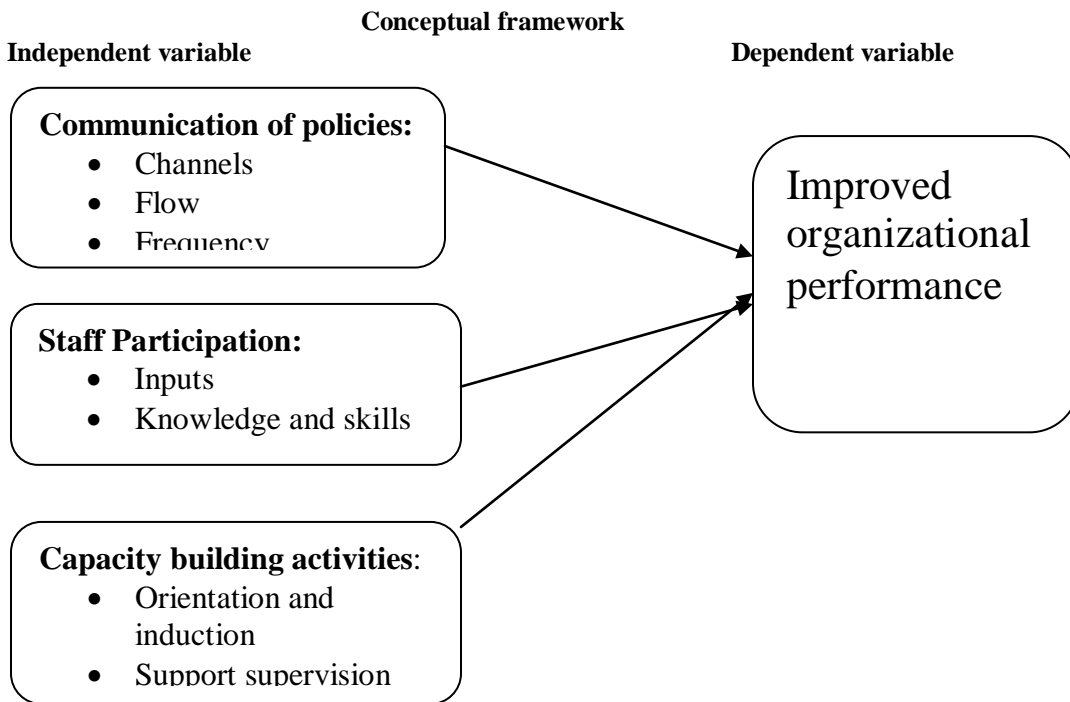 Conceptual framework
Independent variable
Dependent variable
Communication of policies:
• Channels
• Flow
• Frequency
Improved
organizational
performance
Staff Participation:
• Inputs
• Knowledge and skills
Capacity building activities:
• Orientation and
induction
• Support supervision